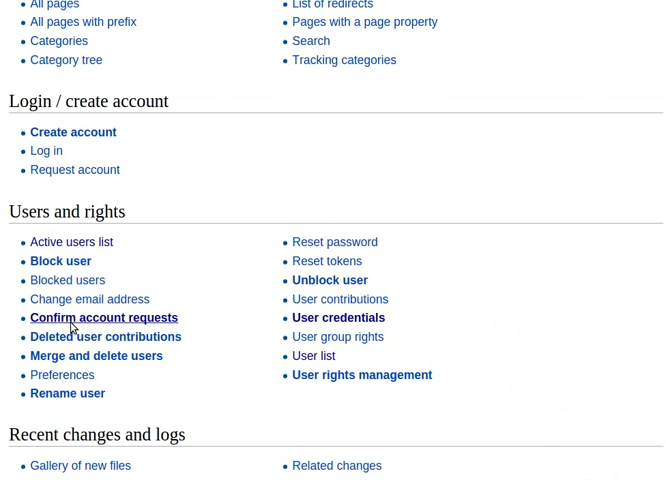 All pages
All pages with prefix
Categories
Category tree
List of redirects
Pages with a page property
Search
Tracking categories
Login / create account
Create account
Log in
Request account
Users and rights
Active users list
Block user
Blocked users
Change email address
Confirm account requests
Deleted user contributions
Merge and delete users
Preferences
Rename user
Reset password
Reset tokens
Unblock user
User contributions
User credentials
User group rights
User list
User rights management
Recent changes and logs
Gallery of new files
Related changes